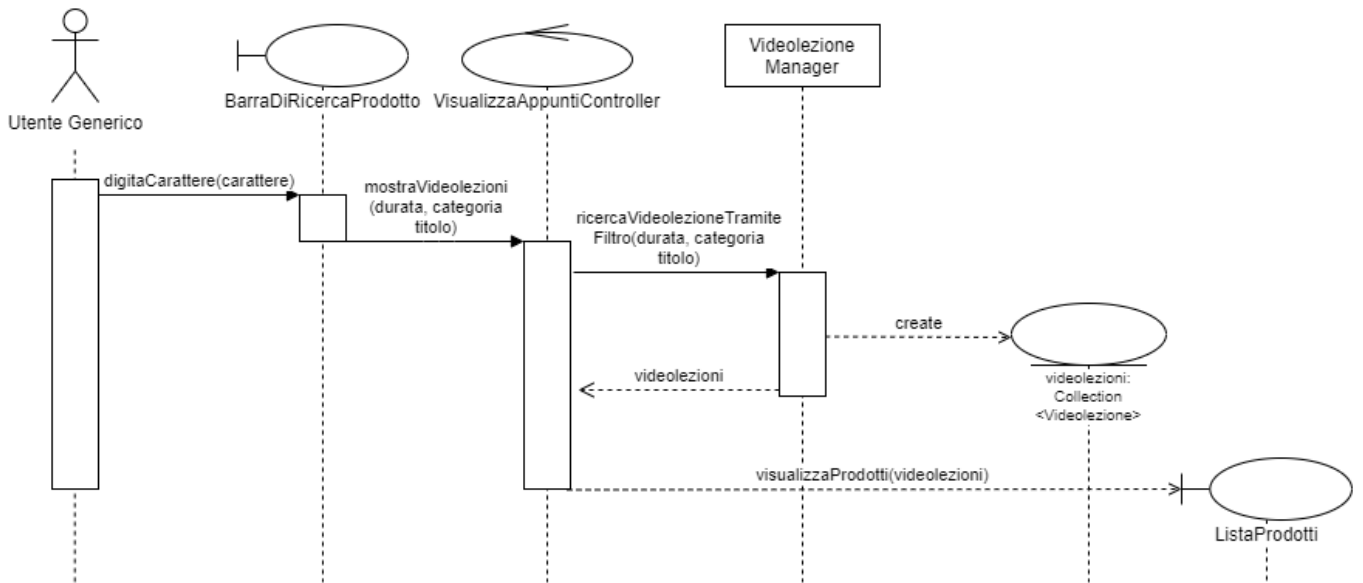 Videolezione
Manager
BarraDiRicercaProdotto
VisualizzaAppuntiController
Utente Generico
digitaCarattere(carattere)
mostraVideolezioni
(durata, categoria
titolo)
ricercaVideolezioneTramite
Filtro(durata, categoria
titolo)
create
videolezioni
videolezioni:
Collection
<Videolezione>
visualizzaProdotti(videolezioni)
ListaProdotti